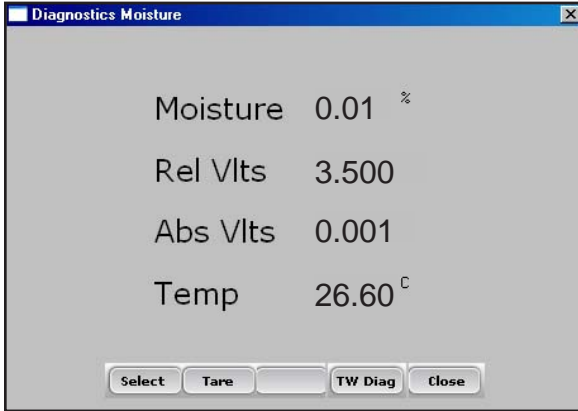 Diagnostics Moisture
Moisture 0.01 %
Rel Vlts 3.500
Abs Vlts 0.001
Temp 26.60 C
Select Tare TW Diag Close